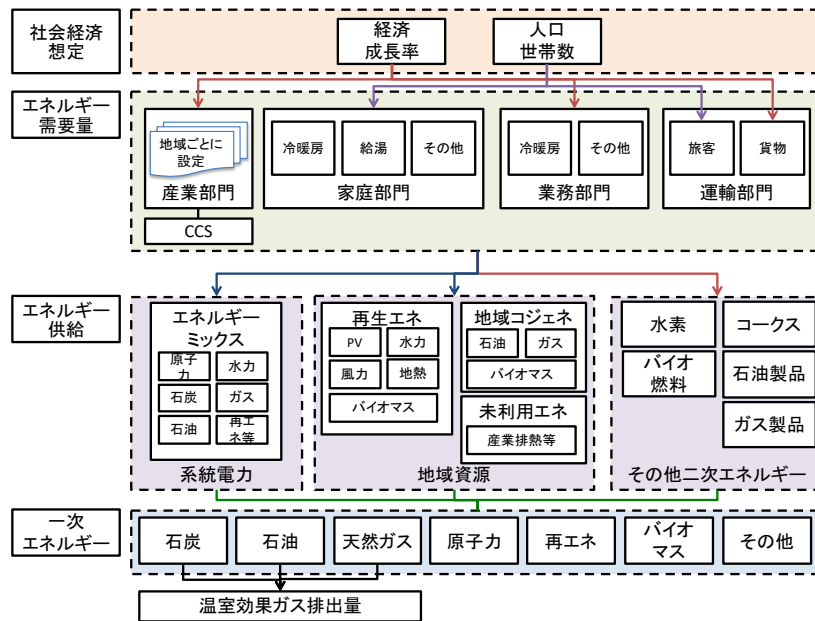 社会経済
想定
経済
成長率
人口
世帯数
エネルギー
需要量
地域ごとに
設定
産業部門
CCS
冷暖房
給湯
その他
家庭部門
冷暖房
その他
業務部門
旅客
貨物
運輸部門
エネルギー
供給
エネルギー
ミックス
原子
力
水力
石炭
ガス
石油
再エ
ネ等
系統電力
再生エネ
PV
水力
風力
地熱
バイオマス
地域コジェネ
石油
ガス
バイオマス
未利用エネ
産業排熱等
地域資源
水素
コークス
バイオ
燃料
石油製品
ガス製品
その他二次エネルギー
一次
エネルギー
石炭
石油
天然ガス
原子力
再エネ
バイオ
マス
その他
温室効果ガス排出量